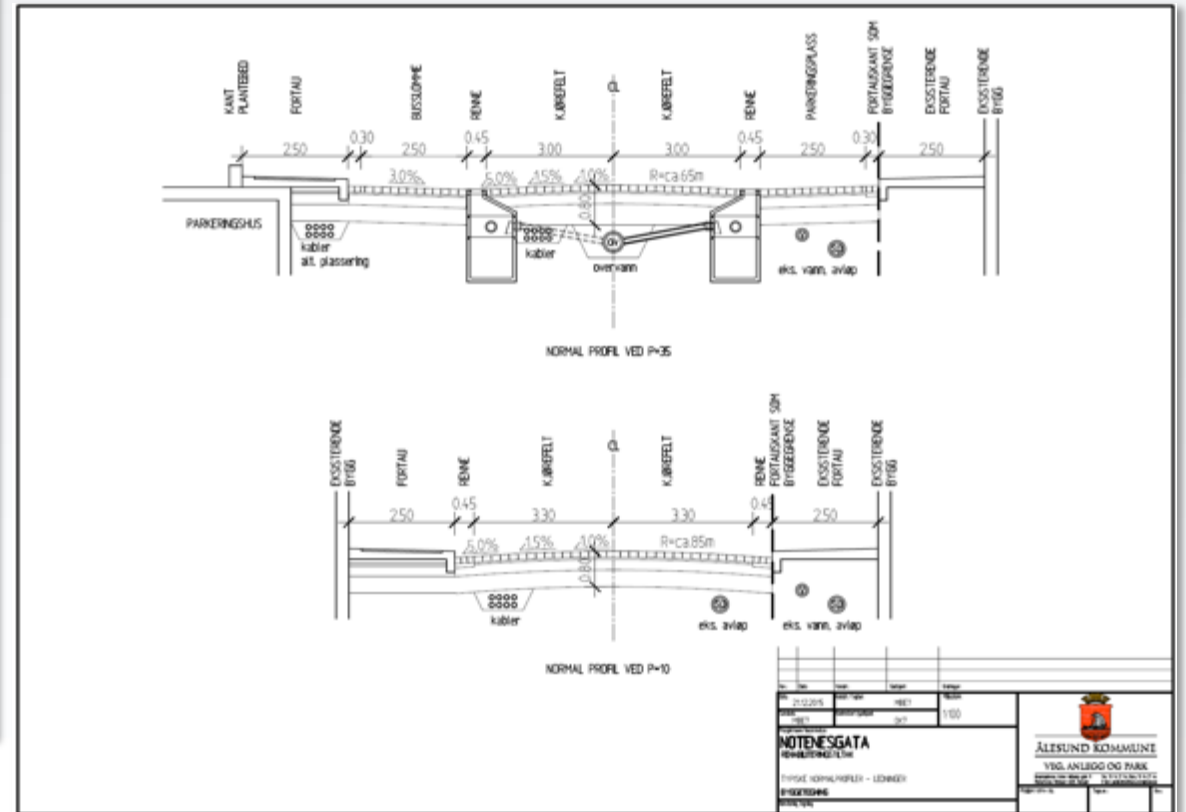 KANT
PLANTEBED
FORTAU
BUSSLOMME
RENNE
KJØREFELT
CL
KJØREFELT
RENNE
PARKERINGSPLASS
FORTAUSKANT SOM
BYGGEGRENSE
EKSISTERENDE
FORTAU
EKSISTERENDE
BYGG
2.50
0.30
2.50
0.45
3.00
3.00
0.45
2.50
0.30
2.50
3.0%
6.0%
1.5%
1.0%
R=ca.65m
0.80
PARKERINGSHUS
kabler
alt. plassering
kabler
OV
overvann
V
eks. vann, avløp
NORMAL PROFIL VED P=35
EKSISTERENDE
BYGG
FORTAU
RENNE
KJØREFELT
CL
KJØREFELT
RENNE
FORTAUSKANT SOM
BYGGEGRENSE
EKSISTERENDE
FORTAU
EKSISTERENDE
BYGG
2.50
0.45
3.30
3.30
0.45
2.50
6.0%
1.5%
1.0%
R=ca.85m
0.80
kabler
eks. avløp
V
eks. vann, avløp
NORMAL PROFIL VED P=10
21.12.2015
1:100
NOTENESGATA
TYPISKE NORMALPROFILER - LEDNINGER
BYGGETEGNING
ÅLESUND KOMMUNE
VEG, ANLEGG OG PARK